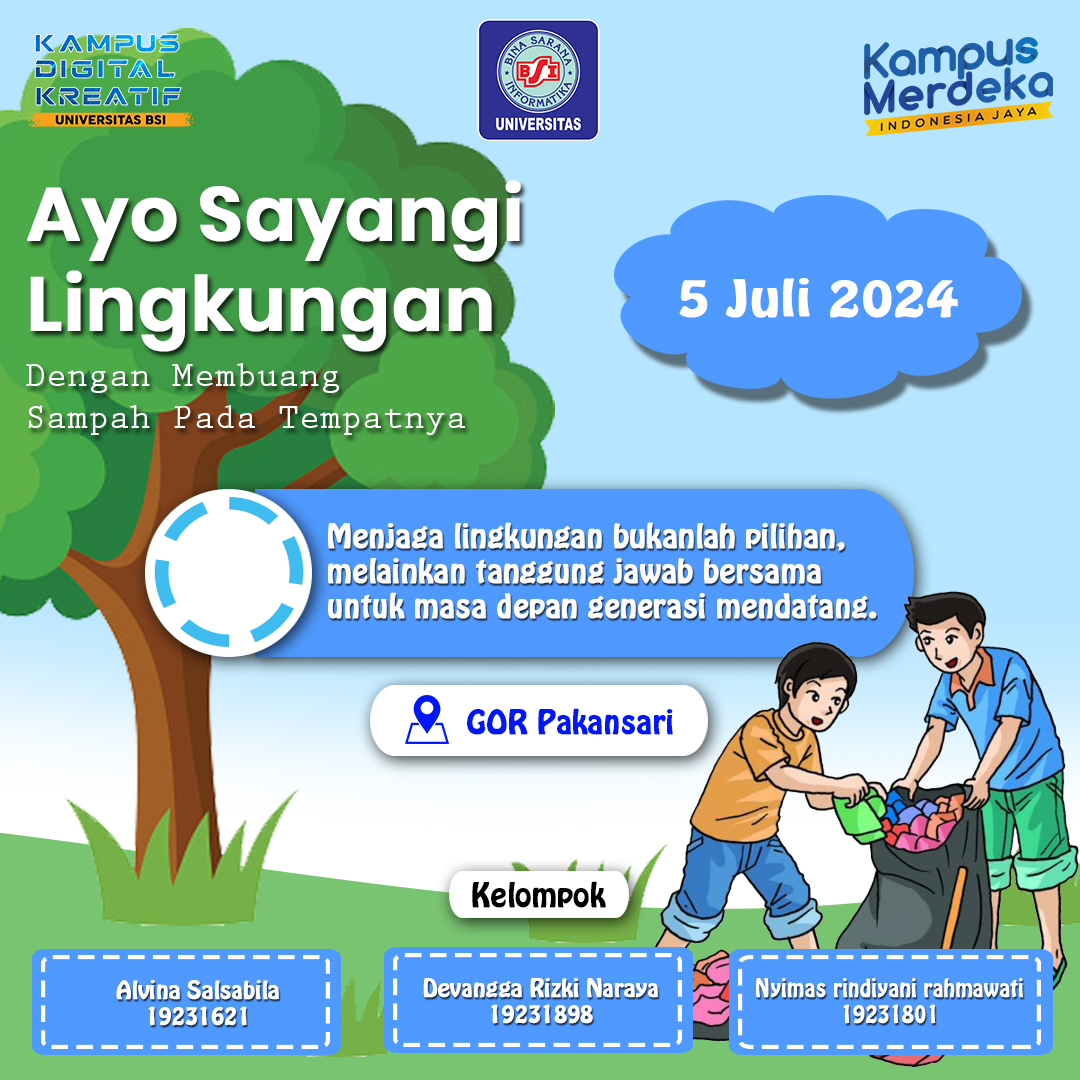 KAMPUS
DIGITAL
KREATIF
UNIVERSITAS BSI
BINA SARANA
BSI
INFORMATIKA
UNIVERSITAS
Kampus
Merdeka
INDONESIA JAYA
Ayo Sayangi
Lingkungan
Dengan Membuang
Sampah Pada Tempatnya
5 Juli 2024
Menjaga lingkungan bukanlah pilihan,
melainkan tanggung jawab bersama
untuk masa depan generasi mendatang.
GOR Pakansari
Kelompok
Alvina Salsabila
19231621
Devangga Rizki Naraya
19231898
Nyimas rindiyani rahmawati
19231801